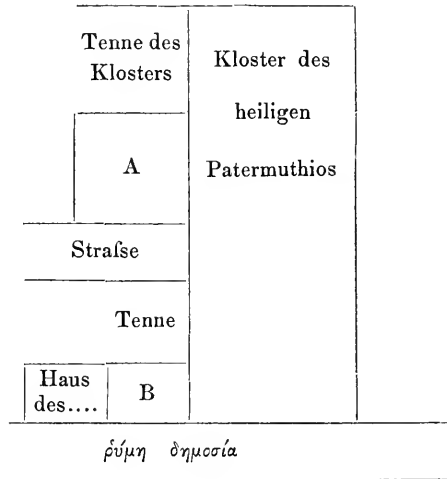 Tenne des
Klosters
Kloster des
heiligen
Patermuthios
A
Straſse
Tenne
Haus
des....
B
ῥύμη δημοσία